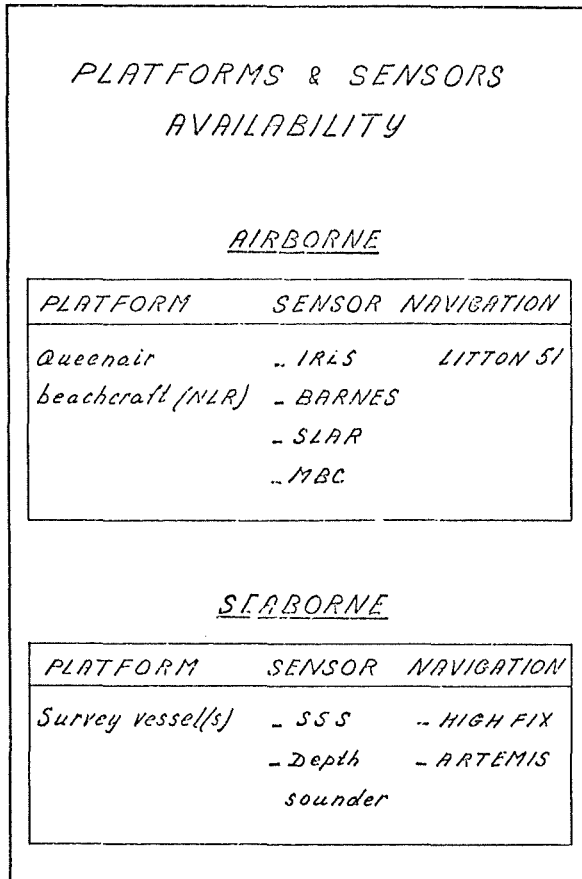 PLATFORMS & SENSORS
AVAILABILITY
AIRBORNE
PLATFORM SENSOR NAVIGATION
Queenair - IRIS LITTON 51
beachcraft (NLR) - BARNES
- SLAR
- MBC
SEABORNE
PLATFORM SENSOR NAVIGATION
Survey vessel(s) - SSS - HIGH FIX
- Depth - ARTEMIS
sounder